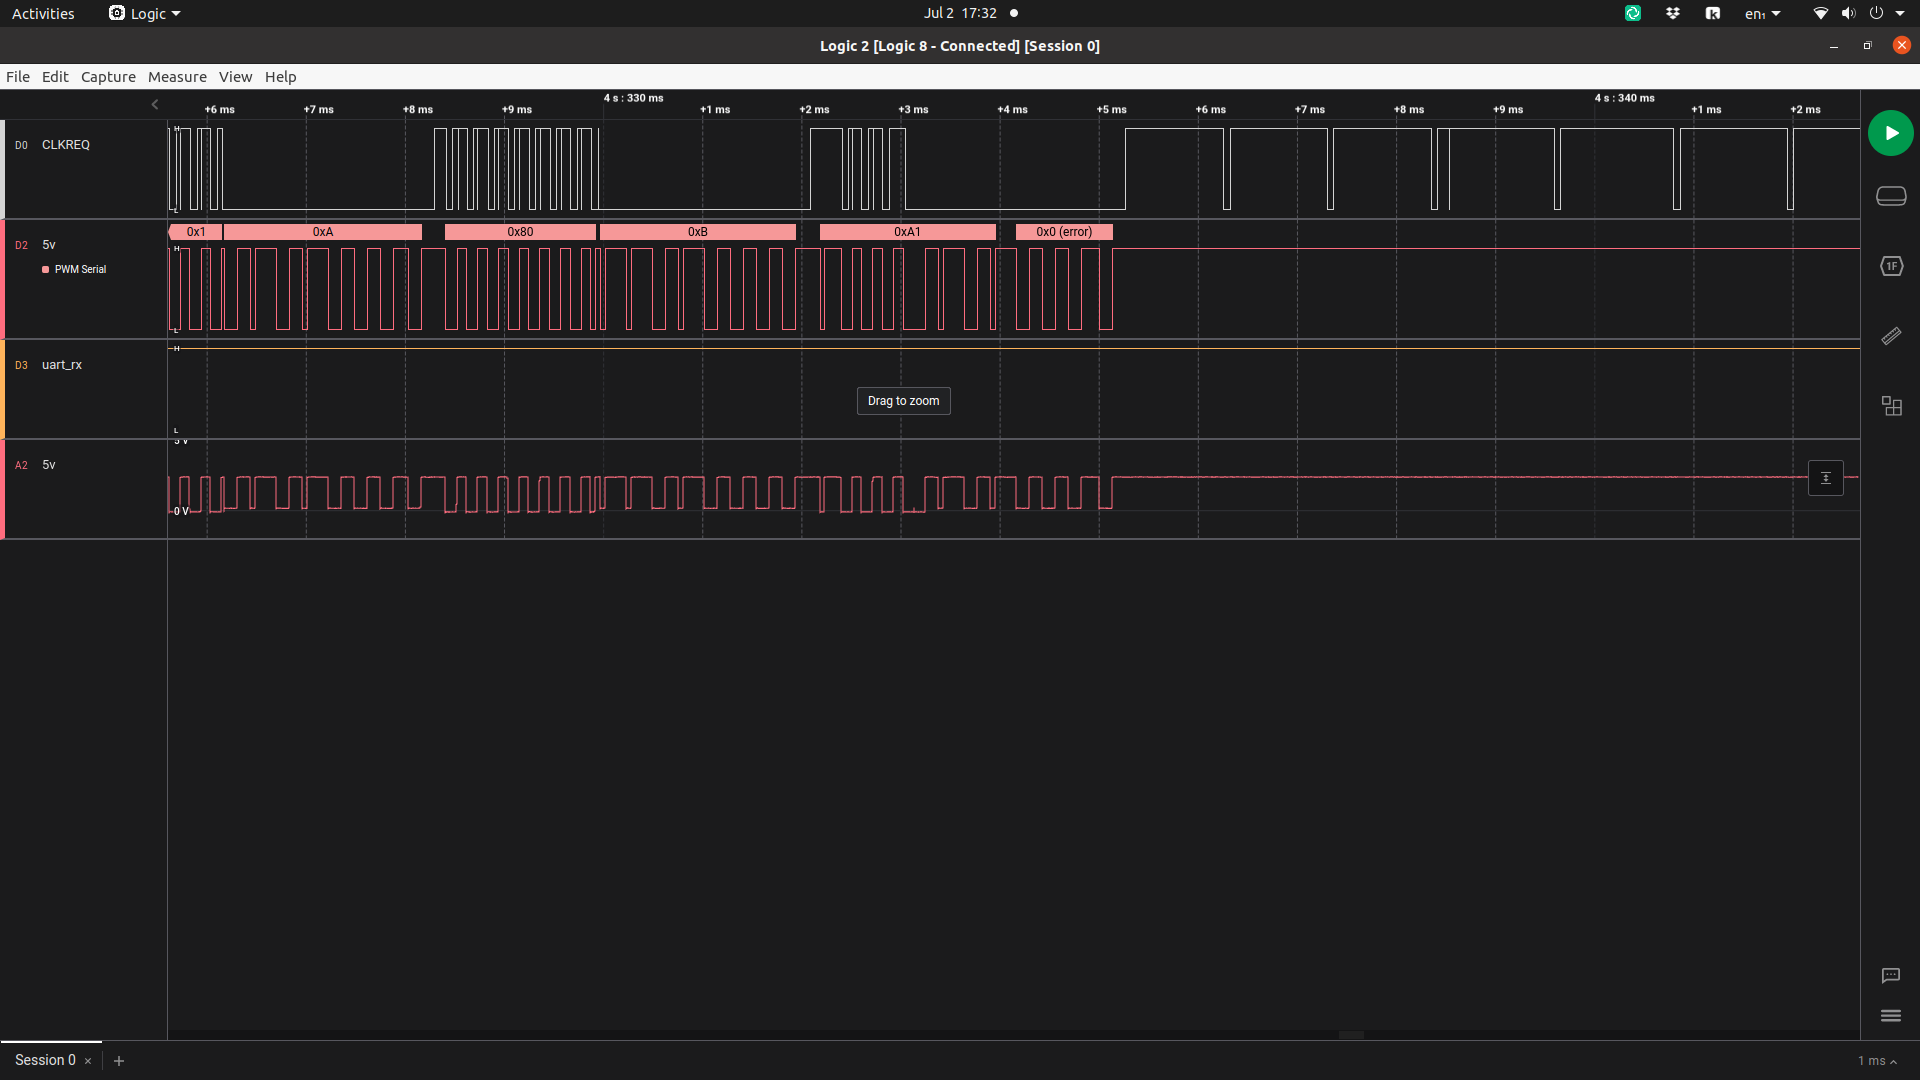 Activities Logic Jul 2 17:32 en₁
Logic 2 [Logic 8 - Connected] [Session 0]
File Edit Capture Measure View Help
4 s : 330 ms 4 s : 340 ms
+6 ms +7 ms +8 ms +9 ms +1 ms +2 ms +3 ms +4 ms +5 ms +6 ms +7 ms +8 ms +9 ms +1 ms +2 ms
H
D0 CLKREQ
L
0x1 0xA 0x80 0xB 0xA1 0x0 (error)
D2 5v
H
PWM Serial
1F
L
H
D3 uart_rx
Drag to zoom
L
5 V
A2 5v
0 V
Session 0 × +
1 ms